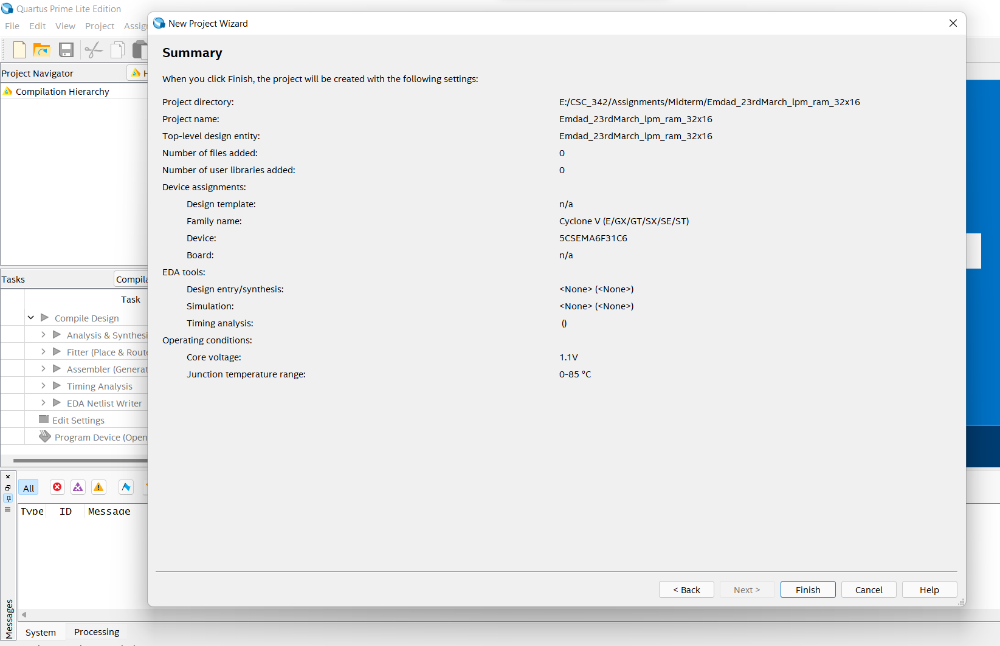 Quartus Prime Lite Edition
File Edit View Project Assig
New Project Wizard
Summary
When you click Finish, the project will be created with the following settings:
Project directory: E:/CSC_342/Assignments/Midterm/Emdad_23rdMarch_lpm_ram_32x16
Project name: Emdad_23rdMarch_lpm_ram_32x16
Top-level design entity: Emdad_23rdMarch_lpm_ram_32x16
Number of files added: 0
Number of user libraries added: 0
Device assignments:
Design template: n/a
Family name: Cyclone V (E/GX/GT/SX/SE/ST)
Device: 5CSEMA6F31C6
Board: n/a
EDA tools:
Design entry/synthesis: <None> (<None>)
Simulation: <None> (<None>)
Timing analysis: ()
Operating conditions:
Core voltage: 1.1V
Junction temperature range: 0-85 °C
< Back Next > Finish Cancel Help
Project Navigator H
Compilation Hierarchy
Tasks Compila
Task
Compile Design
Analysis & Synthesi
Fitter (Place & Route
Assembler (Generat
Timing Analysis
EDA Netlist Writer
Edit Settings
Program Device (Open
All
Type ID Message
Messages
System Processing